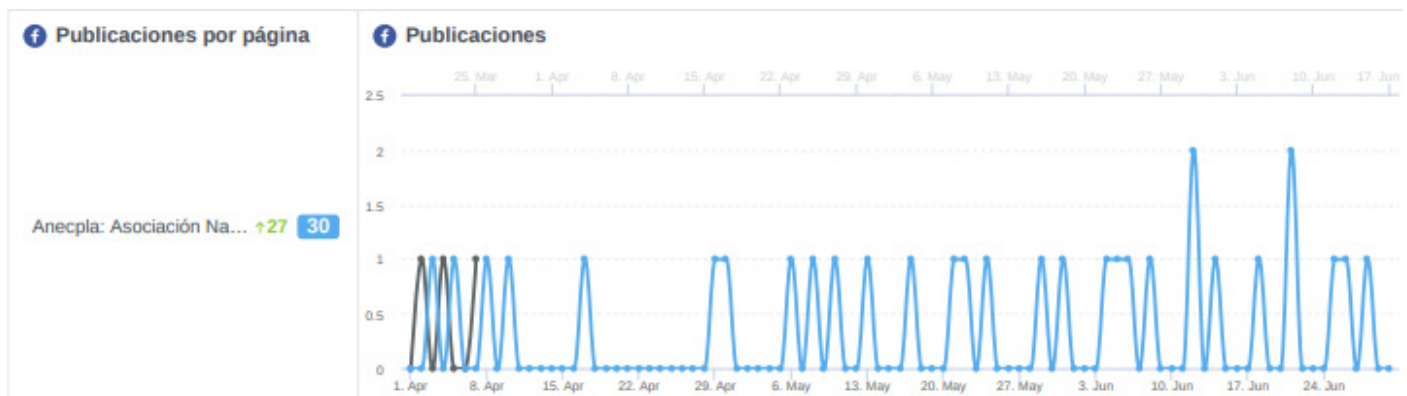 Publicaciones por página
Anecpla: Asociación Na... ↑27 30
Publicaciones
25. Mar 1. Apr 8. Apr 15. Apr 22. Apr 29. Apr 6. May 13. May 20. May 27. May 3. Jun 10. Jun 17. Jun
2.5
2
1.5
1
0.5
0
1. Apr 8. Apr 15. Apr 22. Apr 29. Apr 6. May 13. May 20. May 27. May 3. Jun 10. Jun 17. Jun 24. Jun